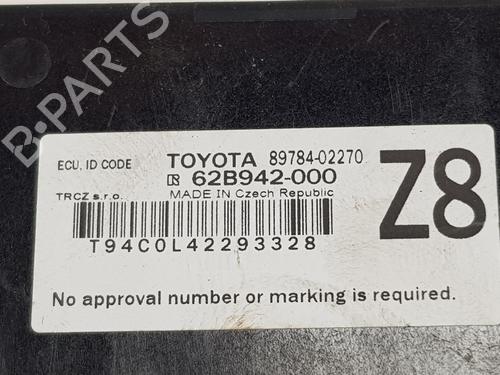 B-PARTS
ECU, ID CODE TOYOTA 89784-02270
R 62B942-000
TRCZ s.r.o. MADE IN Czech Republic
Z8
T94C0L42293328
No approval number or marking is required.